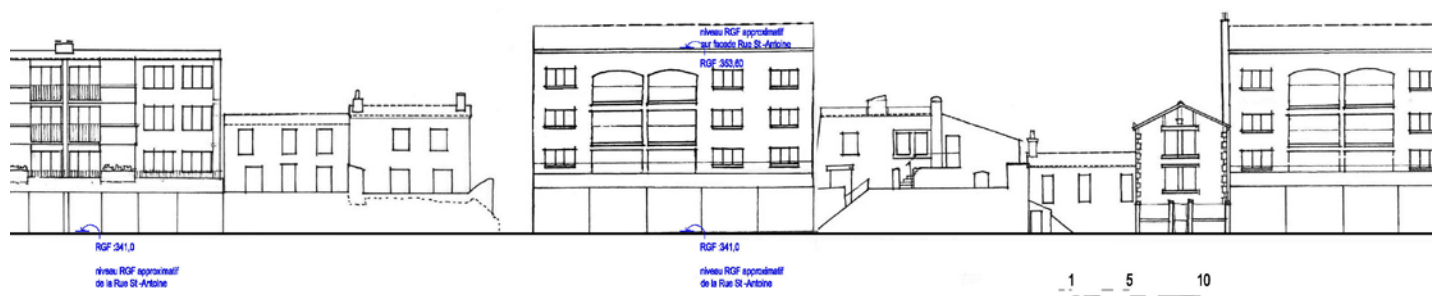 niveau RGF approximatif
sur facade Rue St -Antoine
RGF :353,60
RGF :341,0
niveau RGF approximatif
de la Rue St -Antoine
RGF :341,0
niveau RGF approximatif
de la Rue St -Antoine
1 5 10